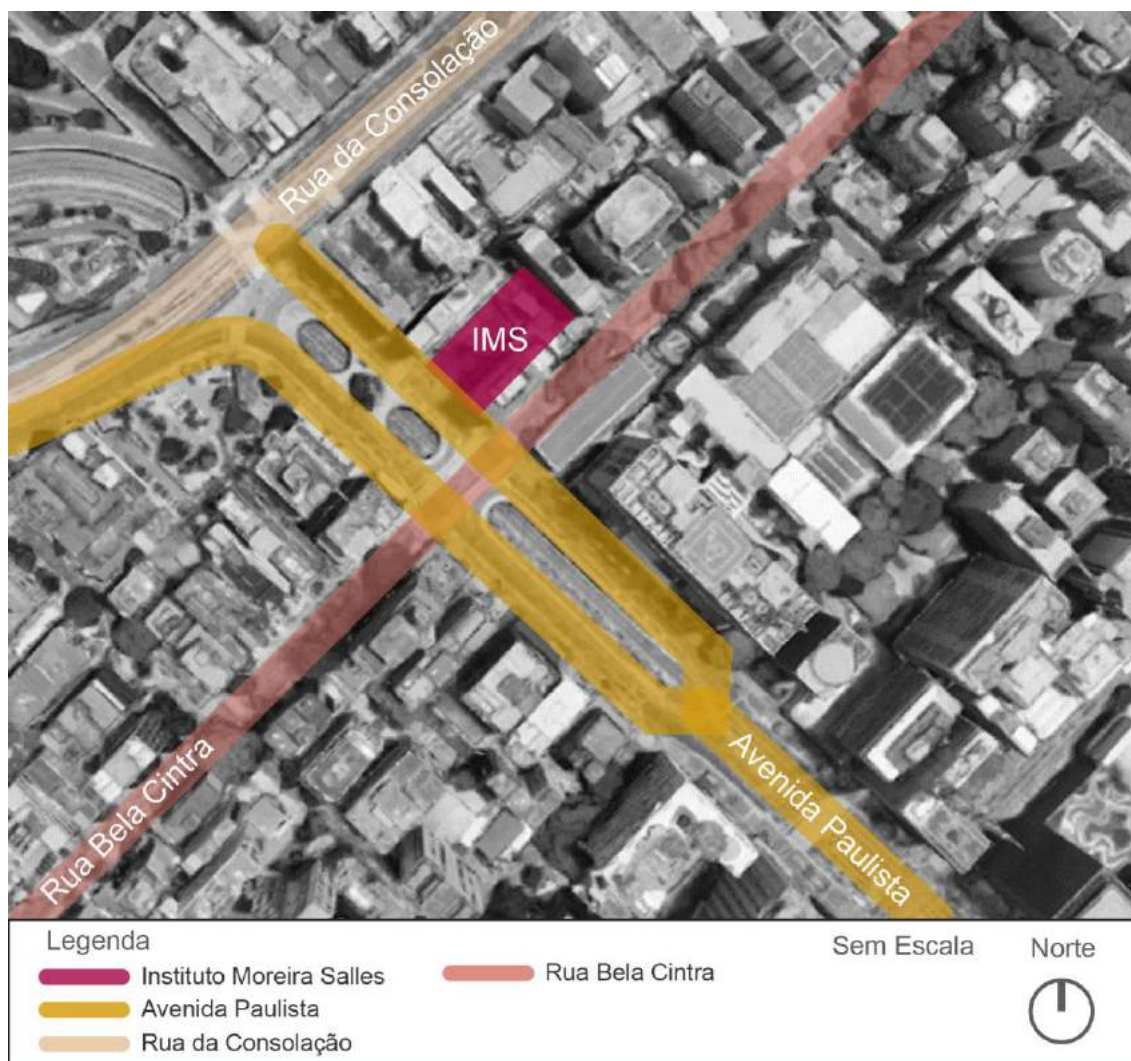 Rua da Consolação
IMS
Rua Bela Cintra
Avenida Paulista
Legenda
Instituto Moreira Salles
Avenida Paulista
Rua da Consolação
Rua Bela Cintra
Sem Escala
Norte